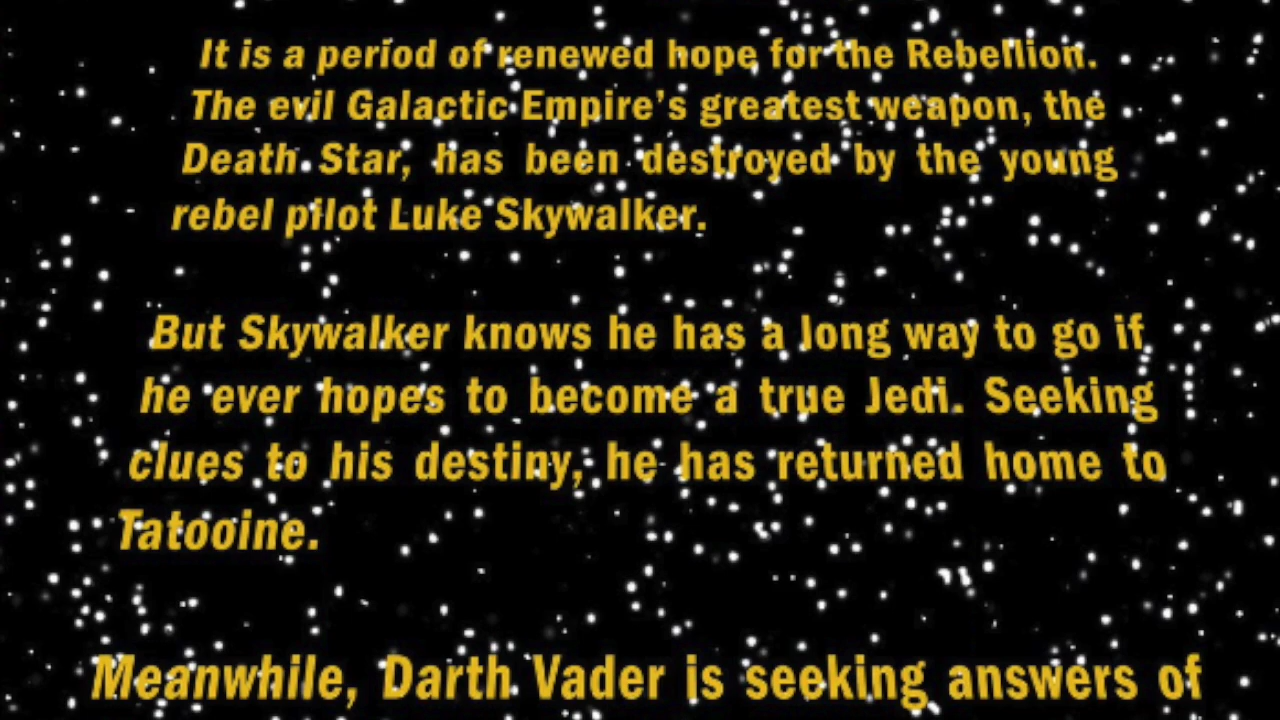 It is a period of renewed hope for the Rebellion.
The evil Galactic Empire’s greatest weapon, the
Death Star, has been destroyed by the young
rebel pilot Luke Skywalker.
But Skywalker knows he has a long way to go if
he ever hopes to become a true Jedi. Seeking
clues to his destiny, he has returned home to
Tatooine.
Meanwhile, Darth Vader is seeking answers of